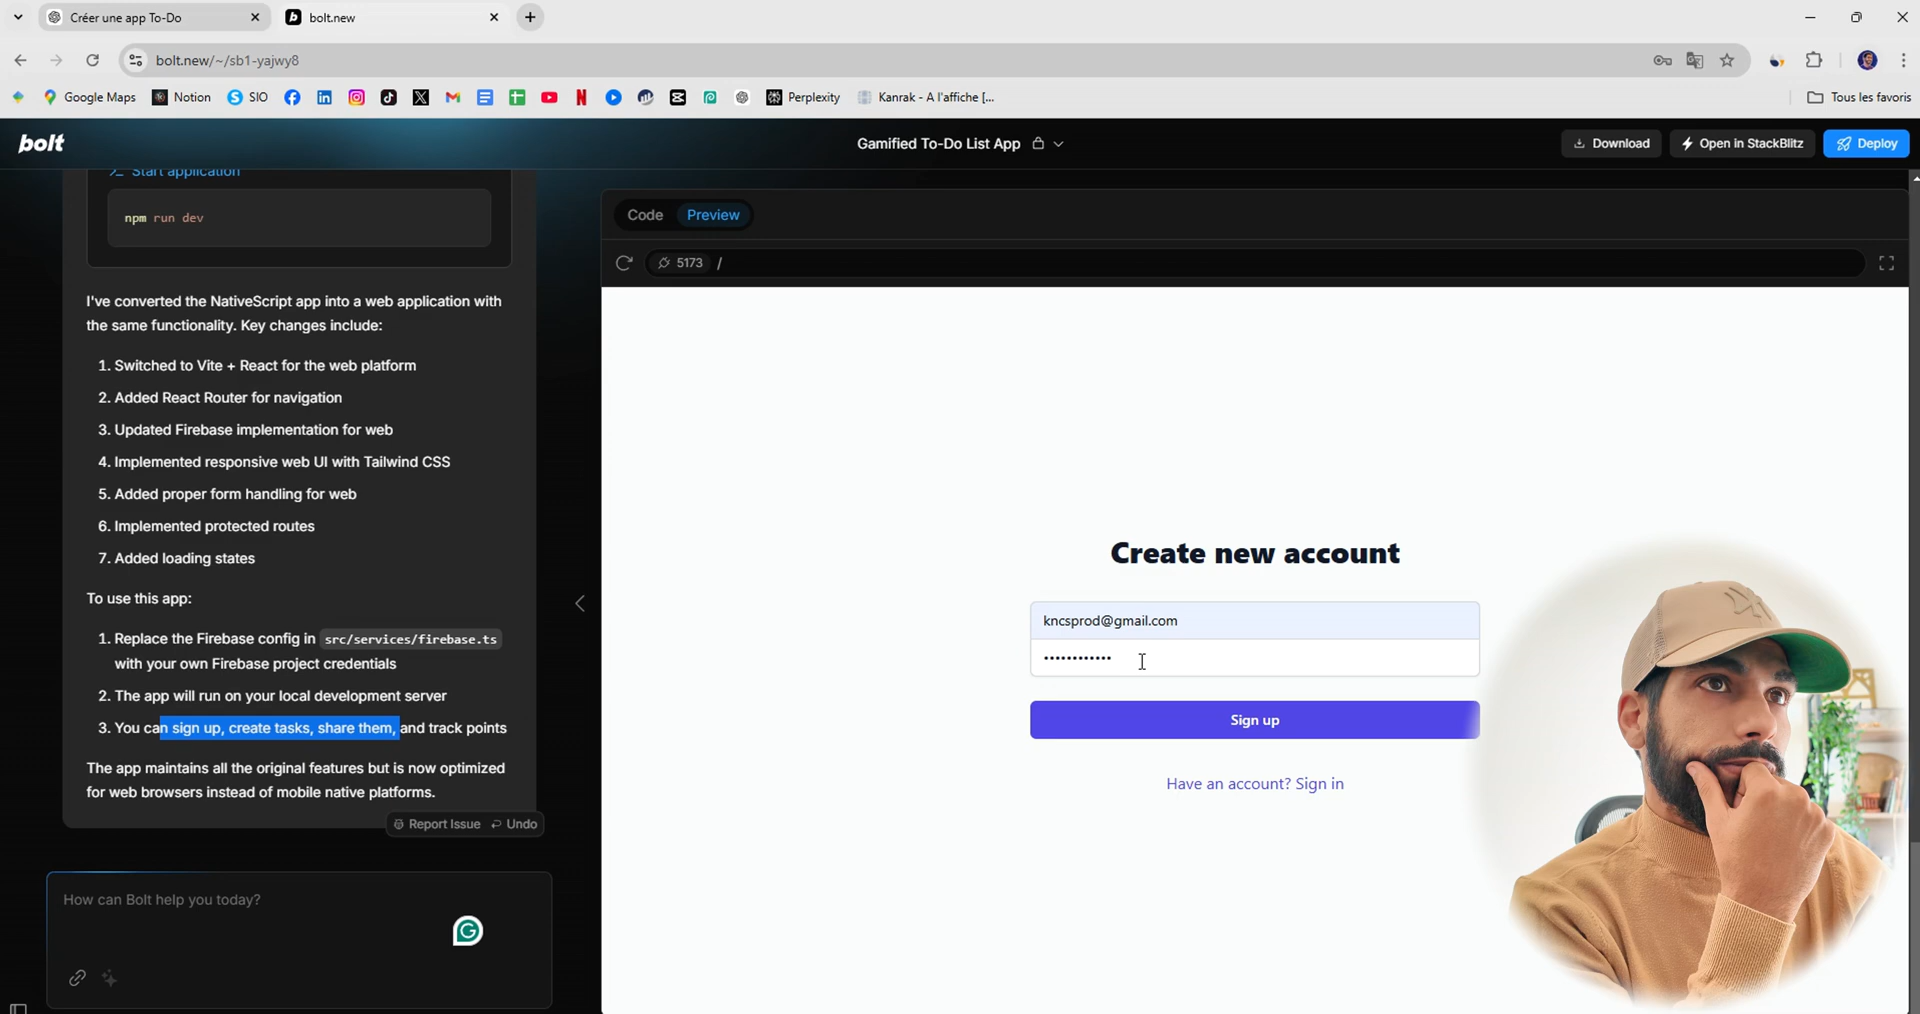 Créer une app To-Do
bolt.new
bolt.new/~/sb1-yajwy8
Google Maps
Notion
SIO
Perplexity
Kanrak - A l'affiche [...
Tous les favoris
bolt
Gamified To-Do List App
Download
Open in StackBlitz
Deploy
Start application
npm run dev
I've converted the NativeScript app into a web application with
the same functionality. Key changes include:
1. Switched to Vite + React for the web platform
2. Added React Router for navigation
3. Updated Firebase implementation for web
4. Implemented responsive web UI with Tailwind CSS
5. Added proper form handling for web
6. Implemented protected routes
7. Added loading states
To use this app:
1. Replace the Firebase config in src/services/firebase.ts
with your own Firebase project credentials
2. The app will run on your local development server
3. You can sign up, create tasks, share them, and track points
The app maintains all the original features but is now optimized
for web browsers instead of mobile native platforms.
Report Issue
Undo
How can Bolt help you today?
Code
Preview
5173
/
Create new account
kncsprod@gmail.com
••••••••••••
Sign up
Have an account? Sign in